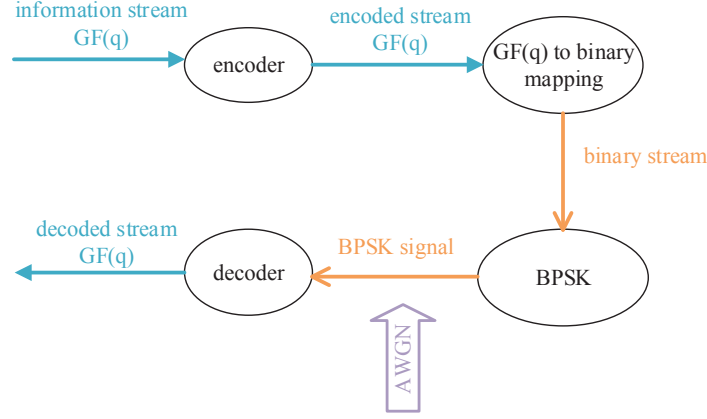 information stream
GF(q)
encoder
encoded stream
GF(q)
GF(q) to binary
mapping
binary stream
decoded stream
GF(q)
decoder
BPSK signal
BPSK
AWGN